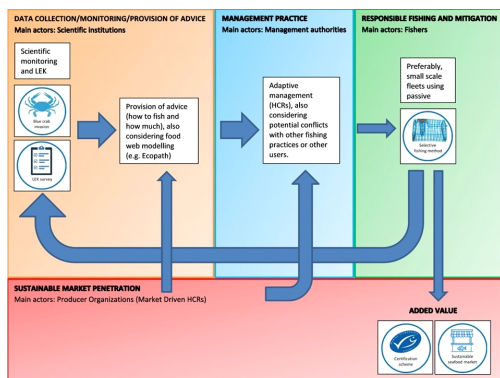 DATA COLLECTION/MONITORING/PROVISION OF ADVICE
Main actors: Scientific institutions
Scientific
monitoring
and LEK
Blue crab
invasion
LEK survey
Provision of advice
(how to fish and
how much), also
considering food
web modelling
(e.g. Ecopath)
MANAGEMENT PRACTICE
Main actors: Management authorities
Adaptive
management
(HCRs), also
considering
potential conflicts
with other fishing
practices or other
users.
RESPONSIBLE FISHING AND MITIGATION
Main actors: Fishers
Preferably,
small scale
fleets using
passive
Selective
fishing method
SUSTAINABLE MARKET PENETRATION
Main actors: Producer Organizations (Market Driven HCRs)
ADDED VALUE
Certification
scheme
Sustainable
seafood market